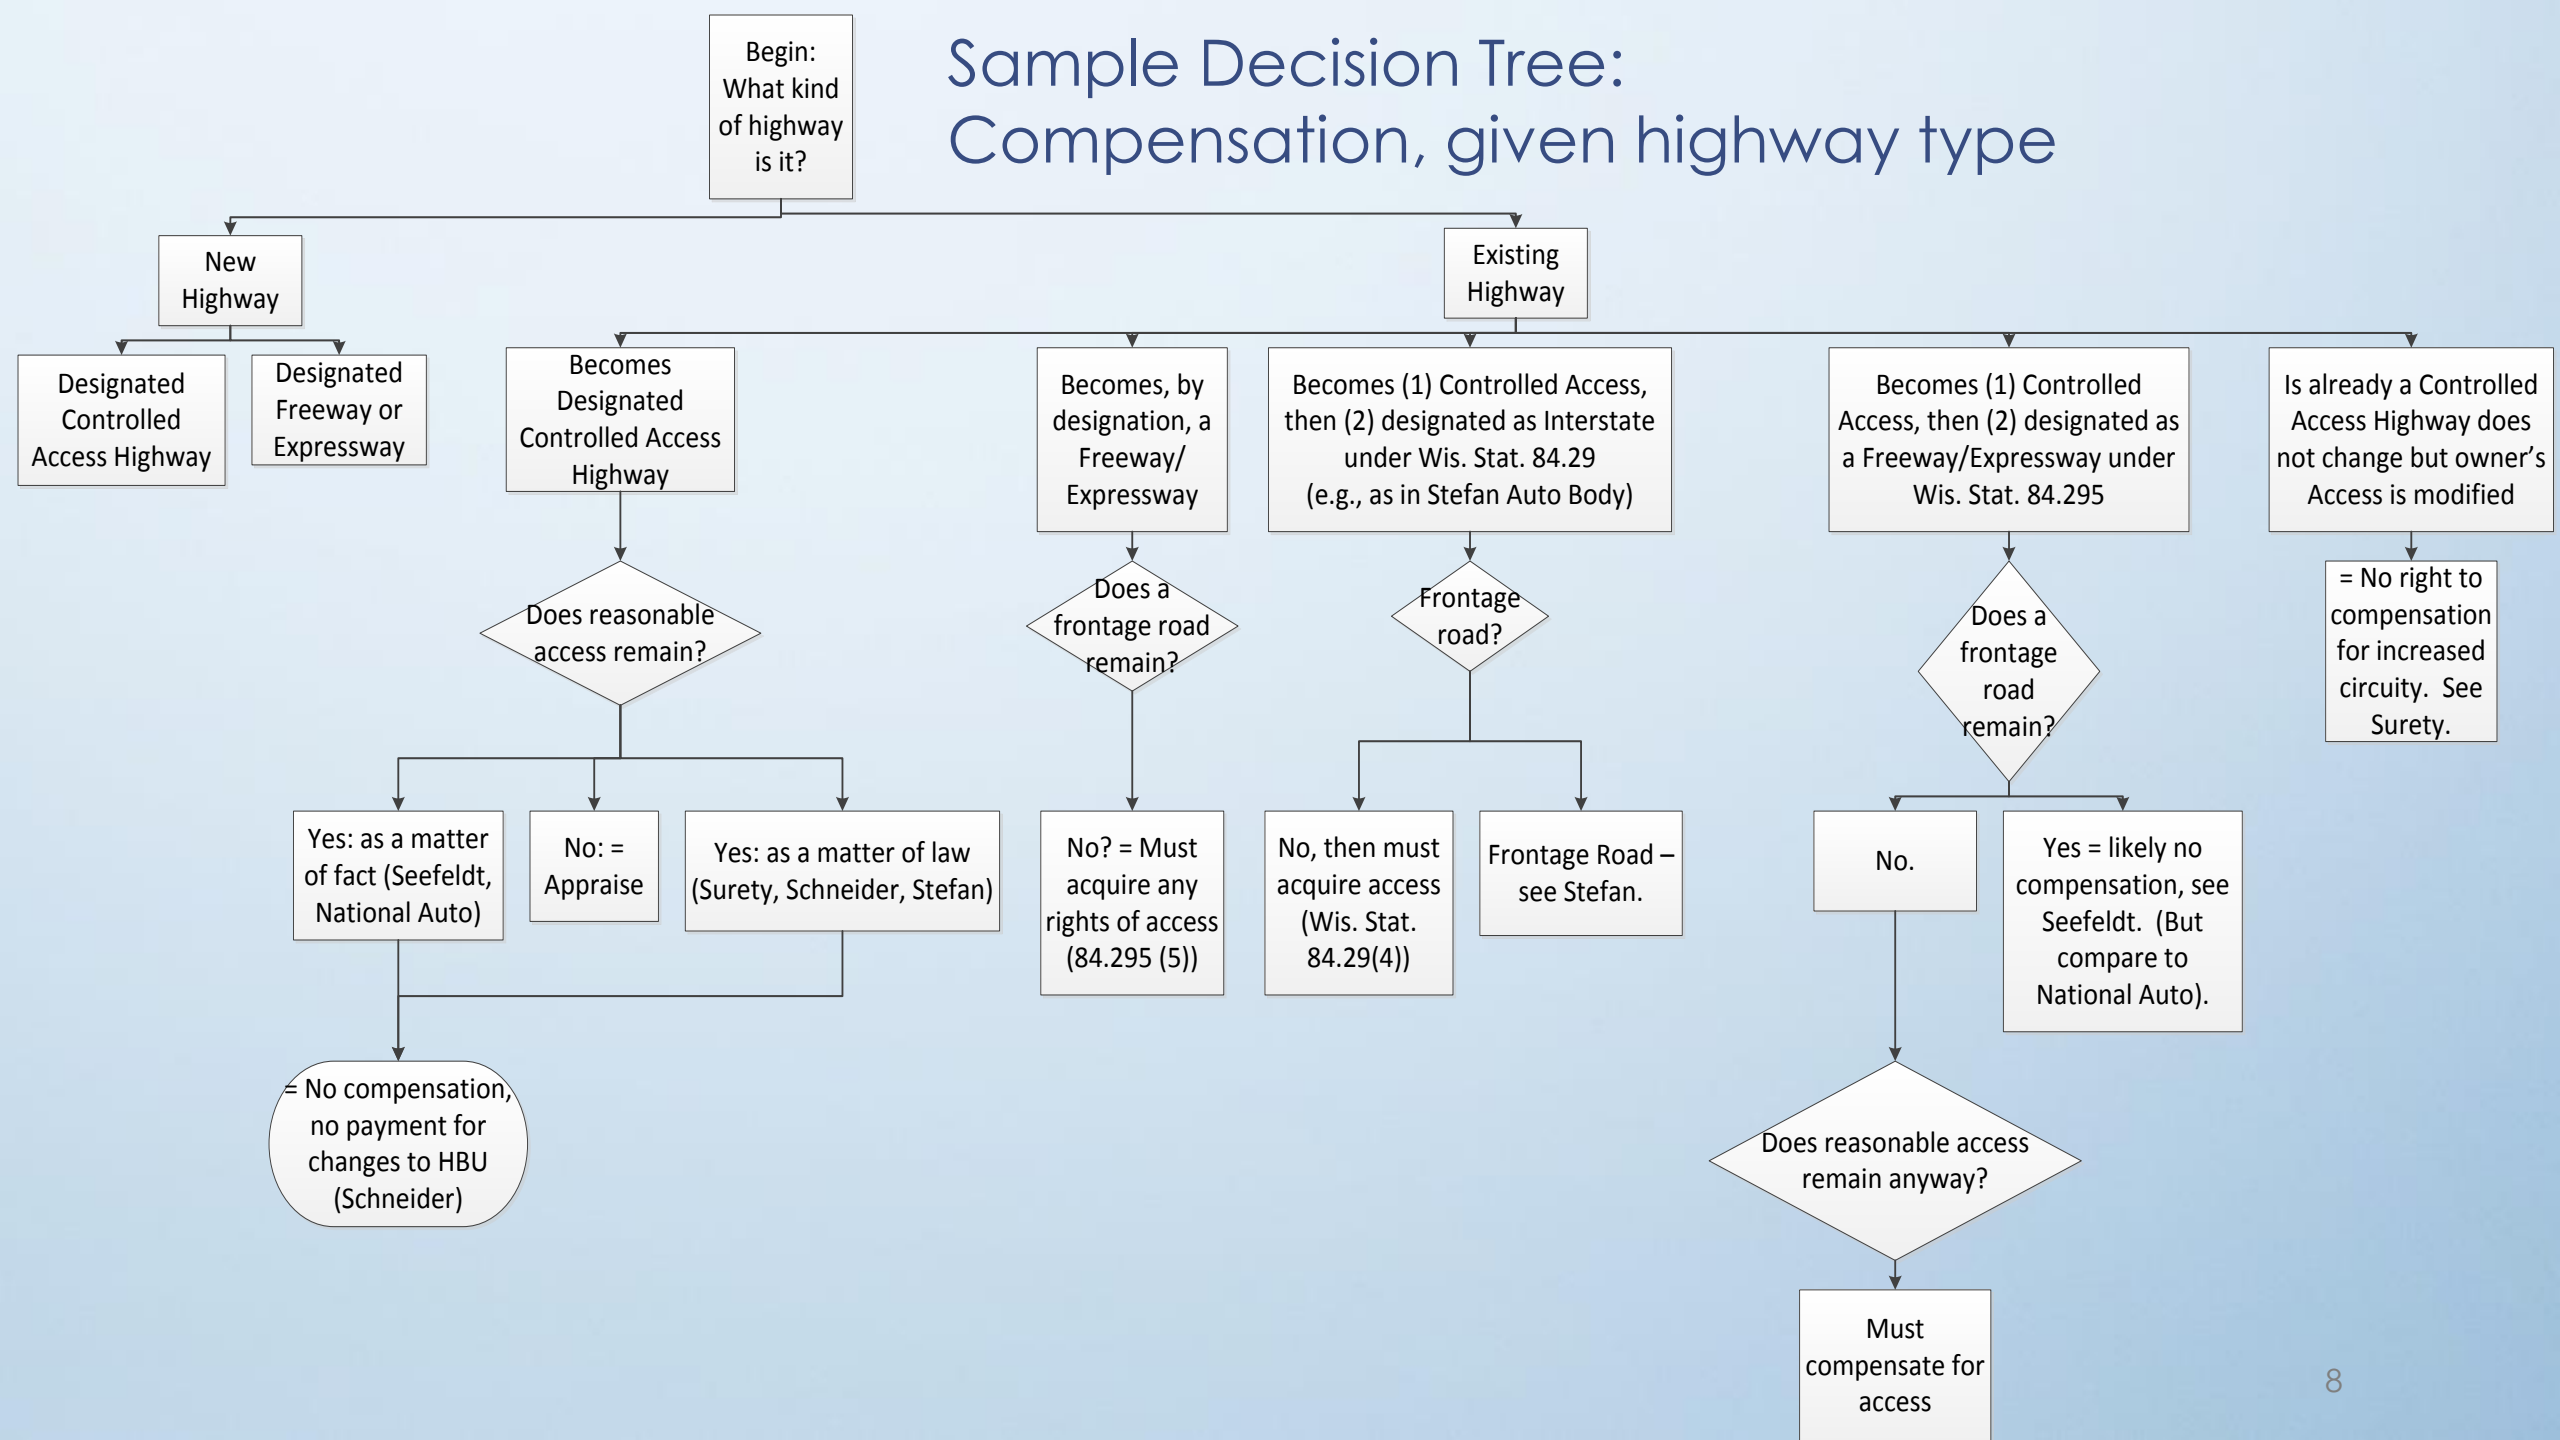 Sample Decision Tree:
Compensation, given highway type
Begin:
What kind
of highway
is it?
New
Highway
Existing
Highway
Designated
Controlled
Access Highway
Designated
Freeway or
Expressway
Becomes
Designated
Controlled Access
Highway
Becomes, by
designation, a
Freeway/
Expressway
Becomes (1) Controlled Access,
then (2) designated as Interstate
under Wis. Stat. 84.29
(e.g., as in Stefan Auto Body)
Becomes (1) Controlled
Access, then (2) designated as
a Freeway/Expressway under
Wis. Stat. 84.295
Is already a Controlled
Access Highway does
not change but owner’s
Access is modified
Does reasonable
access remain?
Does a
frontage road
remain?
Frontage
road?
Does a
frontage
road
remain?
= No right to
compensation
for increased
circuity. See
Surety.
Yes: as a matter
of fact (Seefeldt,
National Auto)
No: =
Appraise
Yes: as a matter of law
(Surety, Schneider, Stefan)
No? = Must
acquire any
rights of access
(84.295 (5))
No, then must
acquire access
(Wis. Stat.
84.29(4))
Frontage Road –
see Stefan.
No.
Yes = likely no
compensation, see
Seefeldt. (But
compare to
National Auto).
= No compensation,
no payment for
changes to HBU
(Schneider)
Does reasonable access
remain anyway?
Must
compensate for
access
8